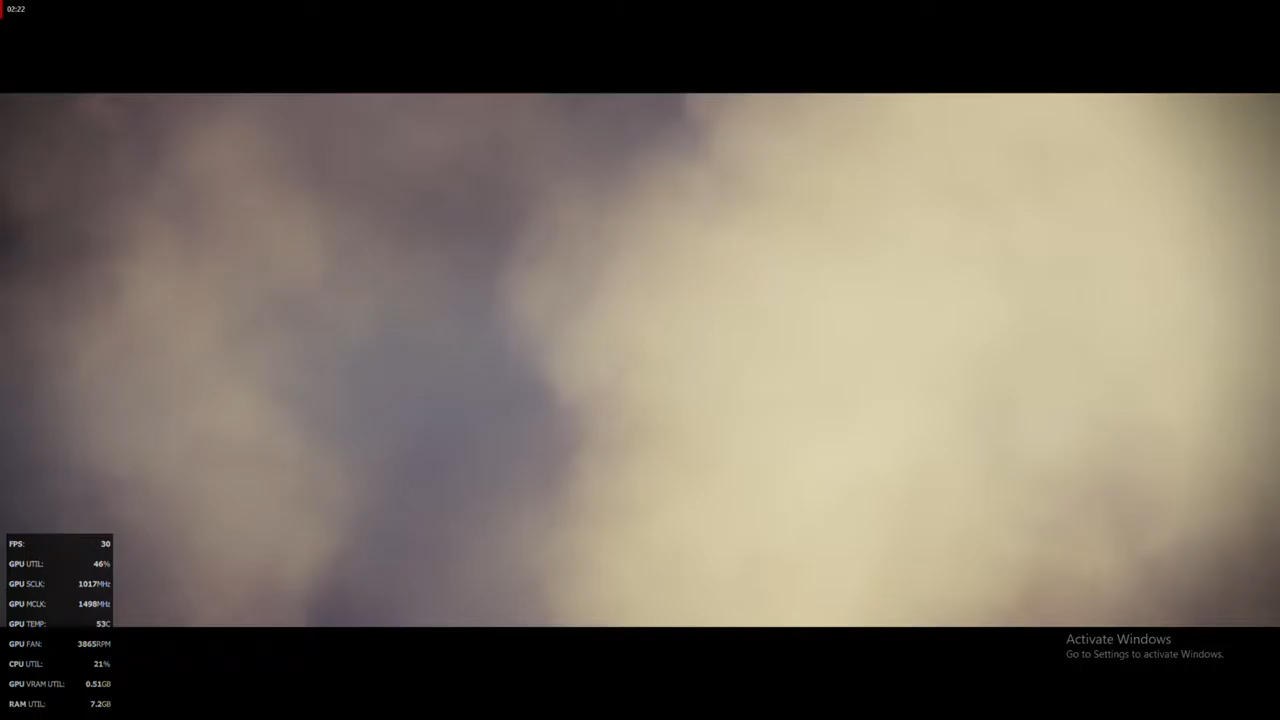 02:22
FPS: 30
GPU UTIL: 46%
GPU SCLK: 1017MHz
GPU MCLK: 1498MHz
GPU TEMP: 53C
GPU FAN: 3865RPM
CPU UTIL: 21%
GPU VRAM UTIL: 0.51GB
RAM UTIL: 7.2GB
Activate Windows
Go to Settings to activate Windows.